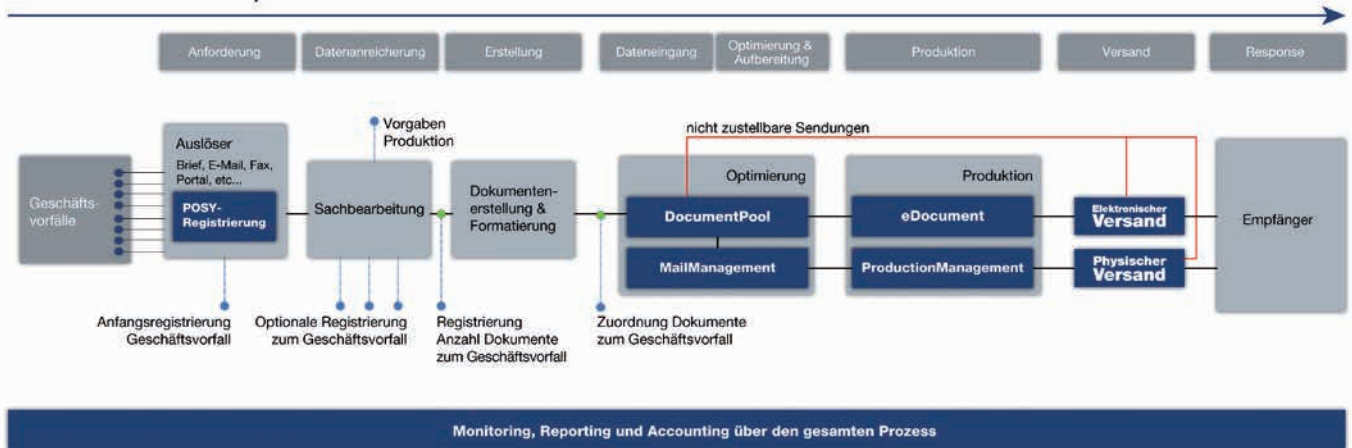 Anforderung
Datenanreicherung
Erstellung
Dateneingang
Optimierung &
Aufbereitung
Produktion
Versand
Response
Geschäfts-
vorfälle
Auslöser
Brief, E-Mail, Fax,
Portal, etc...
POSY-
Registrierung
Vorgaben
Produktion
Sachbearbeitung
Dokumenten-
erstellung &
Formatierung
nicht zustellbare Sendungen
Optimierung
DocumentPool
MailManagement
Produktion
eDocument
ProductionManagement
Elektronischer
Versand
Physischer
Versand
Empfänger
Anfangsregistrierung
Geschäftsvorfall
Optionale Registrierung
zum Geschäftsvorfall
Registrierung
Anzahl Dokumente
zum Geschäftsvorfall
Zuordnung Dokumente
zum Geschäftsvorfall
Monitoring, Reporting und Accounting über den gesamten Prozess